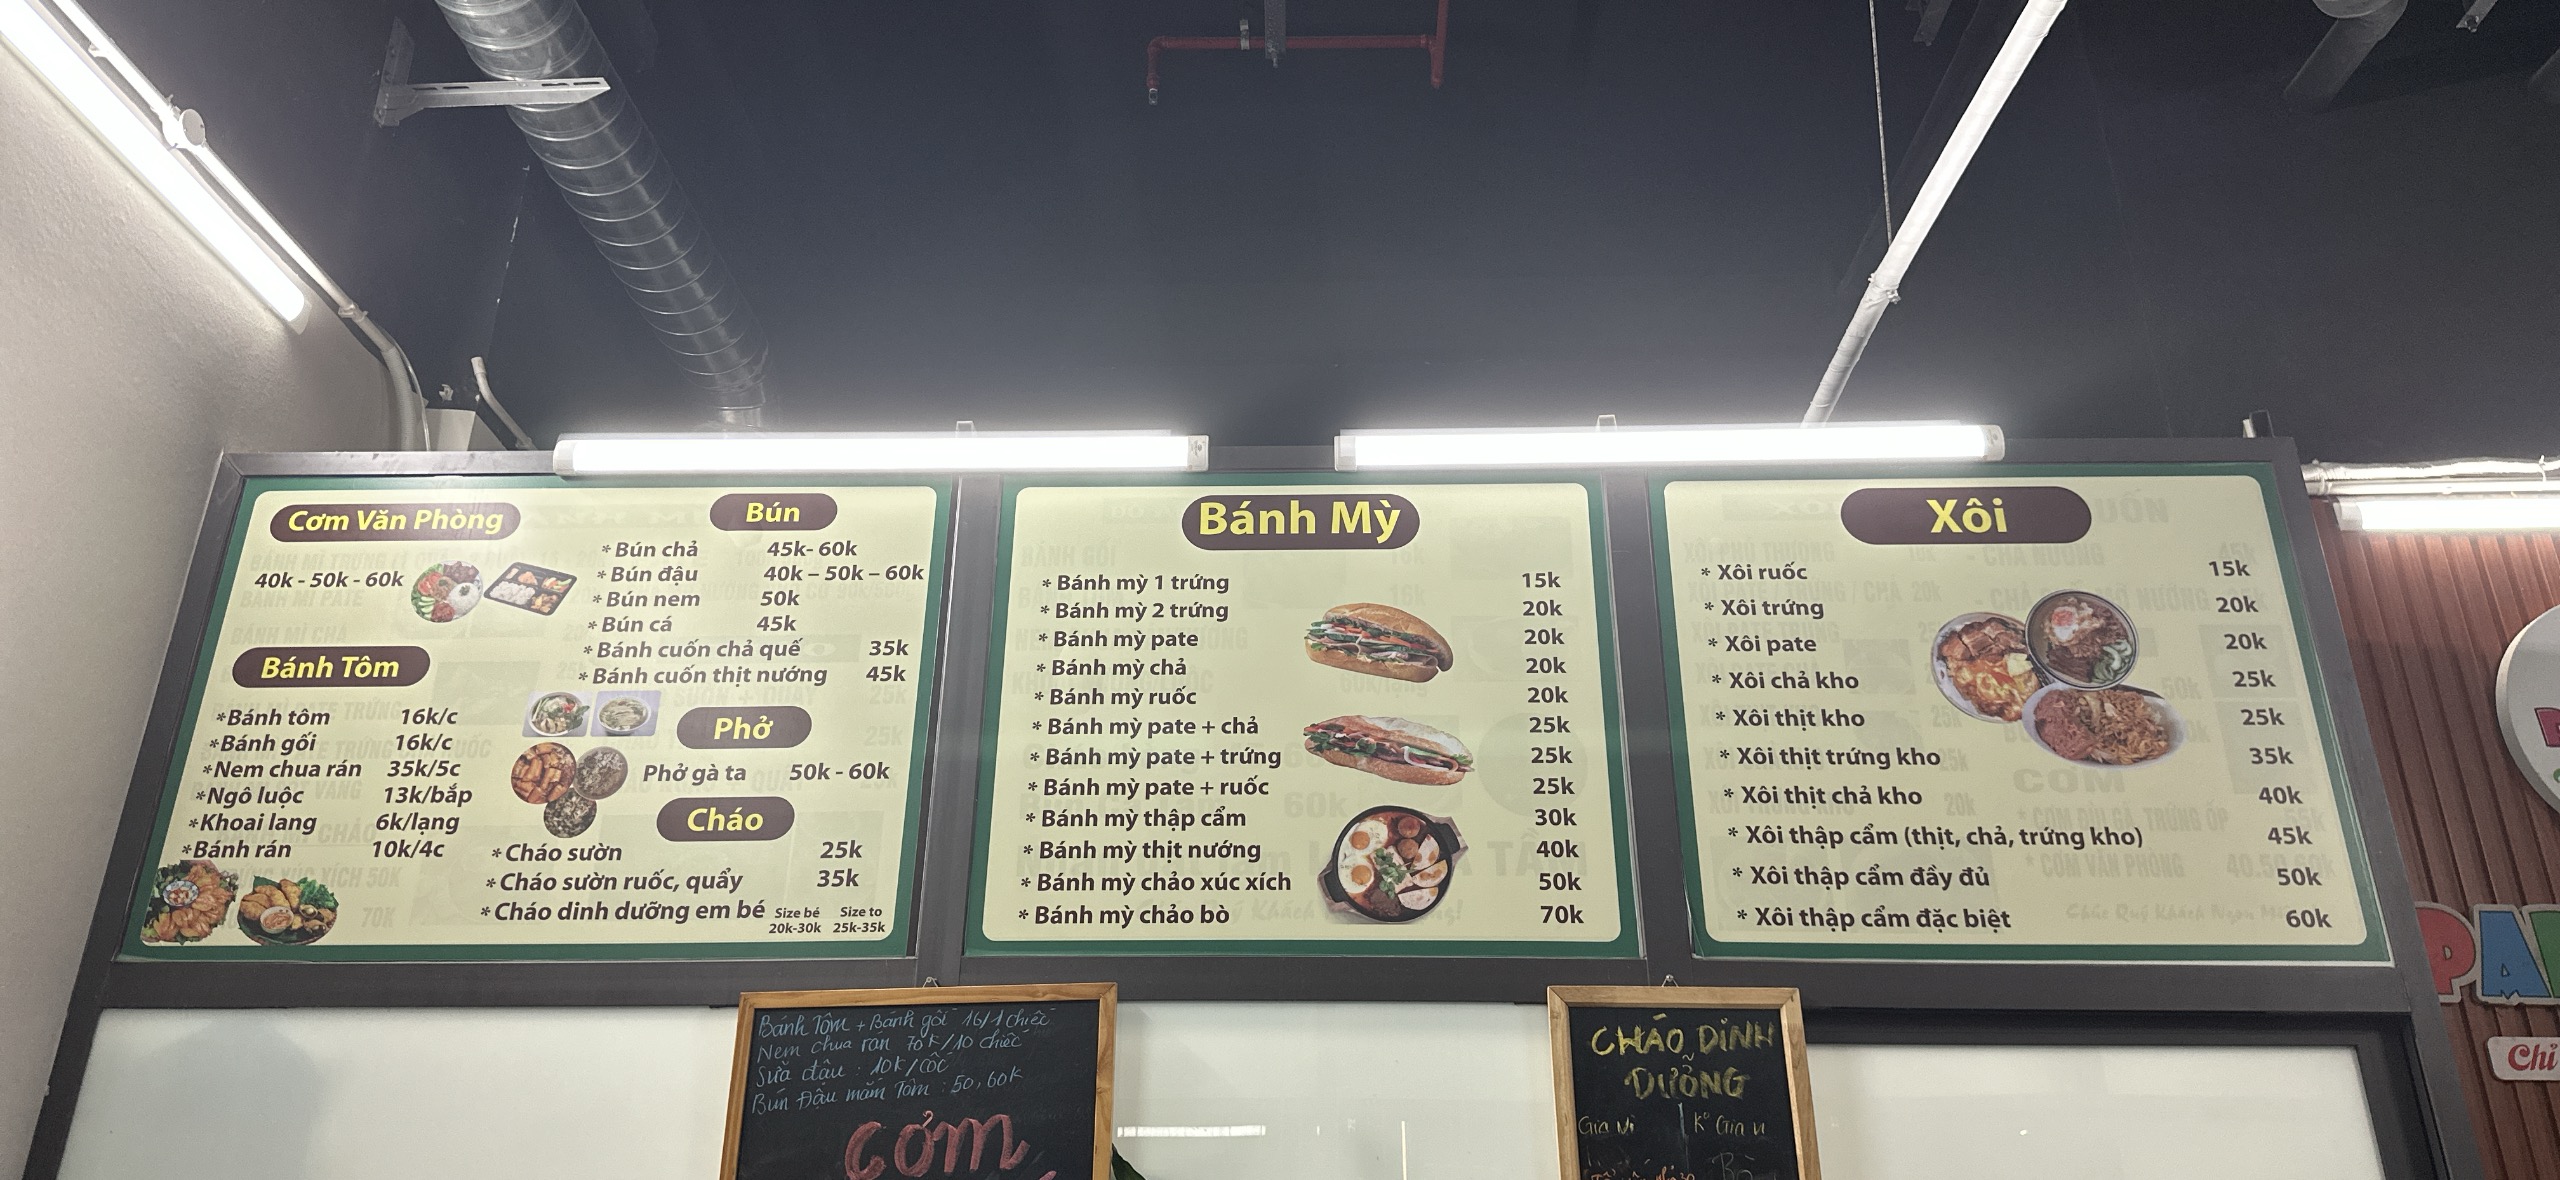 Cơm Văn Phòng
40k - 50k - 60k
Bánh Tôm
*Bánh tôm 16k/c
*Bánh gối 16k/c
*Nem chua rán 35k/5c
*Ngô luộc 13k/bắp
*Khoai lang 6k/lạng
*Bánh rán 10k/4c
Bún
* Bún chả 45k- 60k
* Bún đậu 40k – 50k – 60k
* Bún nem 50k
* Bún cá 45k
* Bánh cuốn chả quế 35k
* Bánh cuốn thịt nướng 45k
Phở
Phở gà ta 50k - 60k
Cháo
* Cháo sườn 25k
* Cháo sườn ruốc, quẩy 35k
* Cháo dinh dưỡng em bé Size bé Size to
20k-30k 25k-35k
Bánh Mỳ
* Bánh mỳ 1 trứng 15k
* Bánh mỳ 2 trứng 20k
* Bánh mỳ pate 20k
* Bánh mỳ chả 20k
* Bánh mỳ ruốc 20k
* Bánh mỳ pate + chả 25k
* Bánh mỳ pate + trứng 25k
* Bánh mỳ pate + ruốc 25k
* Bánh mỳ thập cẩm 30k
* Bánh mỳ thịt nướng 40k
* Bánh mỳ chảo xúc xích 50k
* Bánh mỳ chảo bò 70k
Xôi
* Xôi ruốc 15k
* Xôi trứng 20k
* Xôi pate 20k
* Xôi chả kho 25k
* Xôi thịt kho 25k
* Xôi thịt trứng kho 35k
* Xôi thịt chả kho 40k
* Xôi thập cẩm (thịt, chả, trứng kho) 45k
* Xôi thập cẩm đầy đủ 50k
* Xôi thập cẩm đặc biệt 60k
Bánh Tôm + Bánh gối 16/1 chiếc
Nem chua rán 70k/10 chiếc
Sữa đậu : 10k/cốc
Bún Đậu mắm Tôm : 50, 60k
cơm
CHÁO DINH
DƯỠNG
Gia vị K° Gia vị
Bò
Chỉ